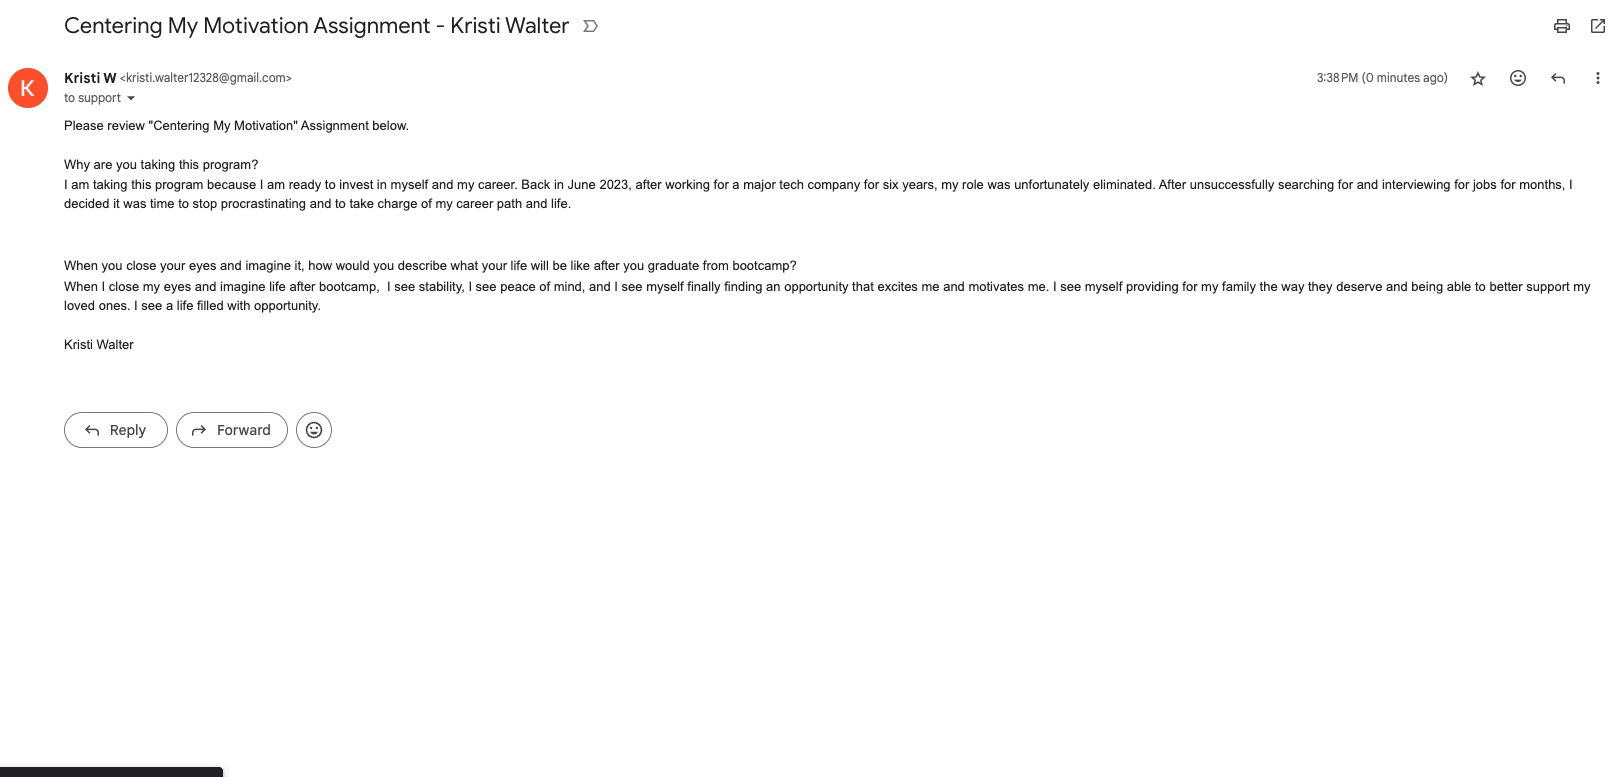 Centering My Motivation Assignment - Kristi Walter
Kristi W <kristi.walter12328@gmail.com>
3:38 PM (0 minutes ago)
K
to support
Please review "Centering My Motivation" Assignment below.
Why are you taking this program?
I am taking this program because I am ready to invest in myself and my career. Back in June 2023, after working for a major tech company for six years, my role was unfortunately eliminated. After unsuccessfully searching for and interviewing for jobs for months, I
decided it was time to stop procrastinating and to take charge of my career path and life.
When you close your eyes and imagine it, how would you describe what your life will be like after you graduate from bootcamp?
When I close my eyes and imagine life after bootcamp,  I see stability, I see peace of mind, and I see myself finally finding an opportunity that excites me and motivates me. I see myself providing for my family the way they deserve and being able to better support my
loved ones. I see a life filled with opportunity.
Kristi Walter
Reply
Forward